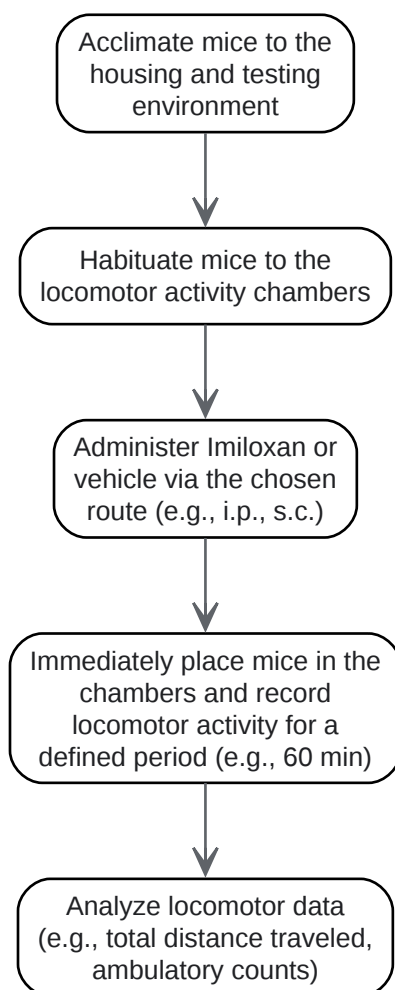 Acclimate mice to the
housing and testing
environment
Habituate mice to the
locomotor activity chambers
Administer Imiloxan or
vehicle via the chosen
route (e.g., i.p., s.c.)
Immediately place mice in the
chambers and record
locomotor activity for a
defined period (e.g., 60 min)
Analyze locomotor data
(e.g., total distance traveled,
ambulatory counts)